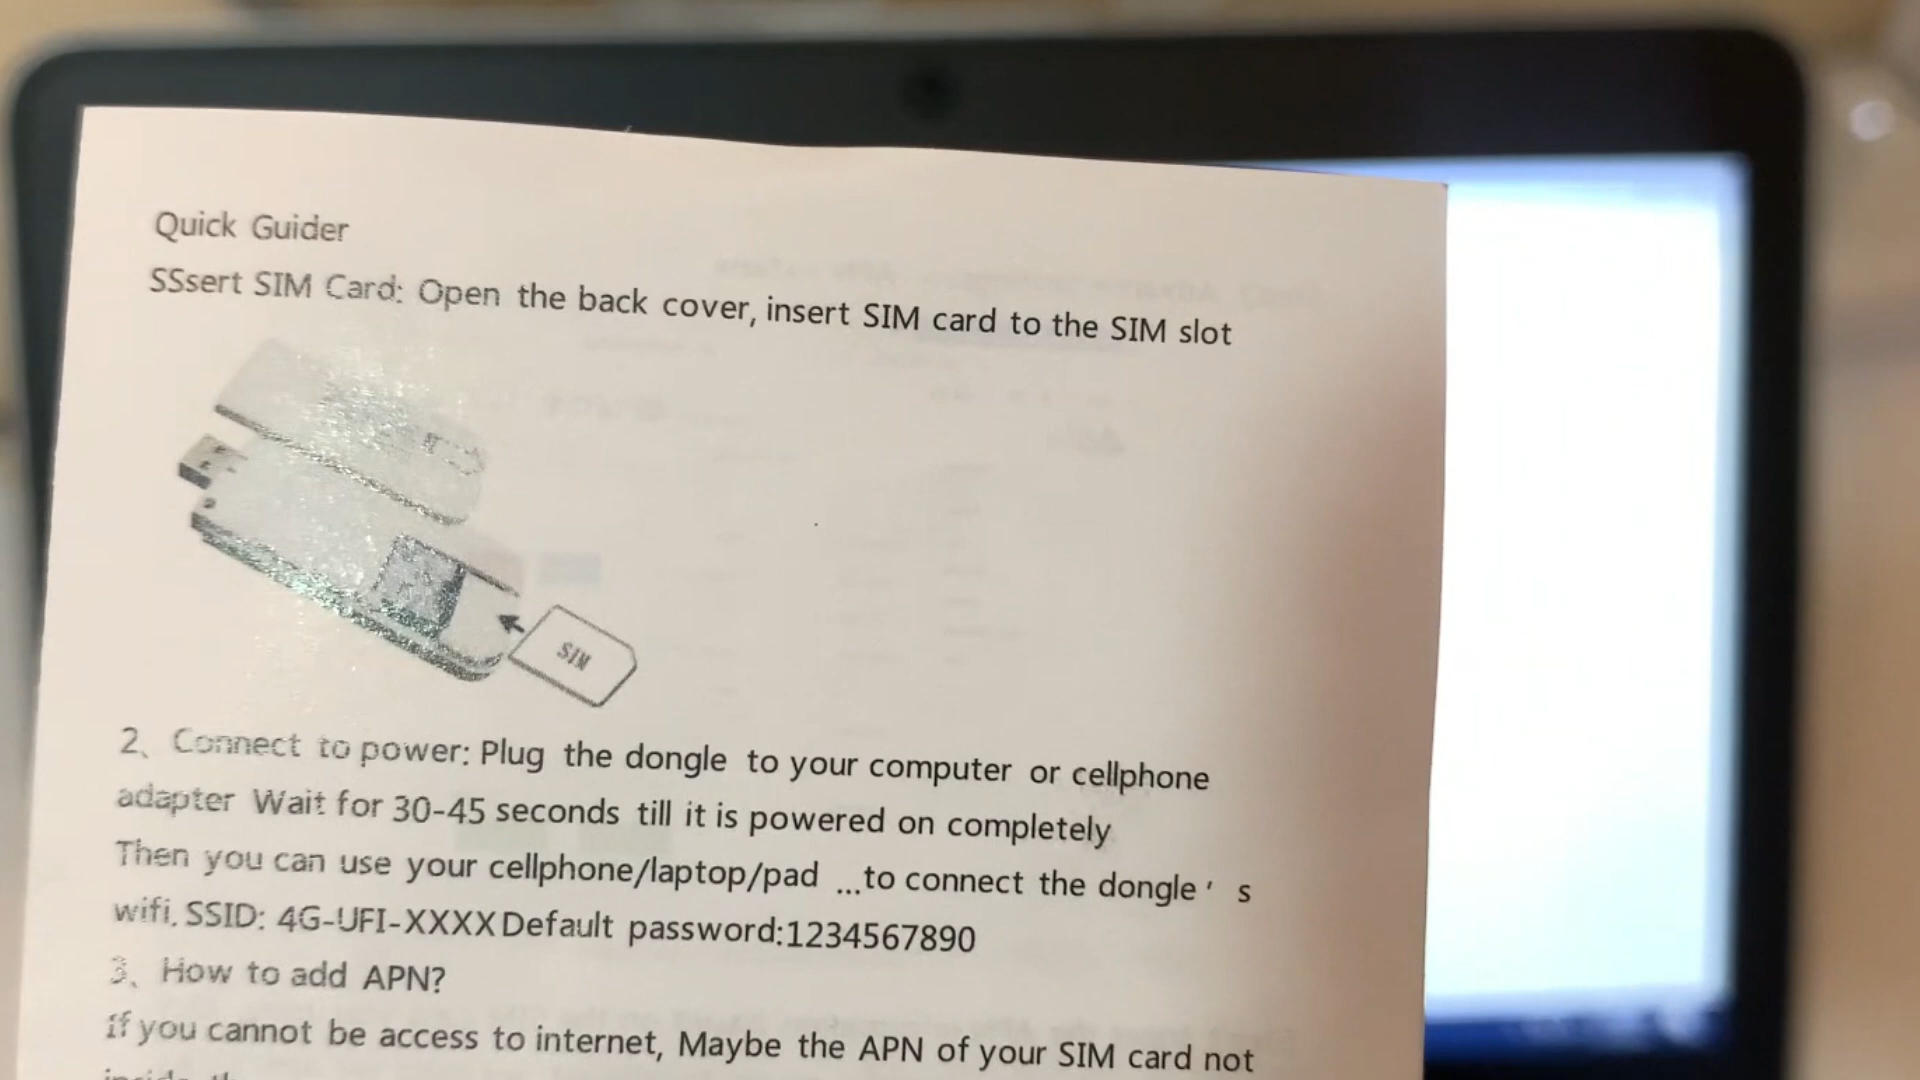 Quick Guider
SSsert SIM Card: Open the back cover, insert SIM card to the SIM slot
SIM
2、Connect to power: Plug the dongle to your computer or cellphone
adapter Wait for 30-45 seconds till it is powered on completely
Then you can use your cellphone/laptop/pad ...to connect the dongle' s
wifi. SSID: 4G-UFI-XXXX Default password:1234567890
3、How to add APN?
if you cannot be access to internet, Maybe the APN of your SIM card not